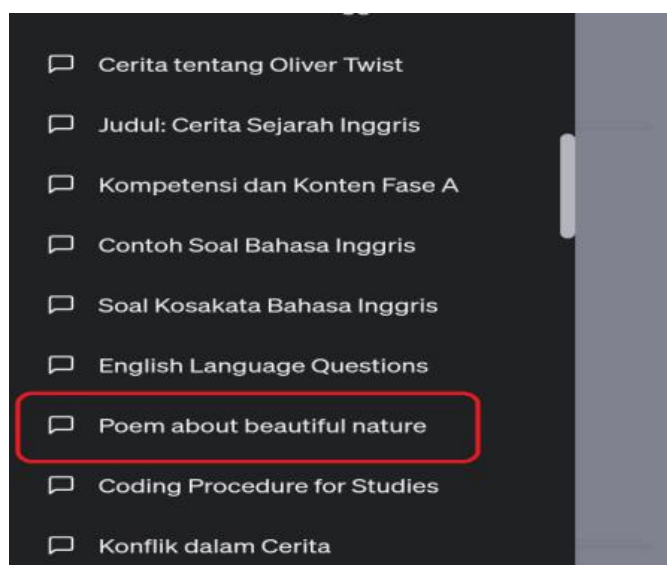 Cerita tentang Oliver Twist
Judul: Cerita Sejarah Inggris
Kompetensi dan Konten Fase A
Contoh Soal Bahasa Inggris
Soal Kosakata Bahasa Inggris
English Language Questions
Poem about beautiful nature
Coding Procedure for Studies
Konflik dalam Cerita